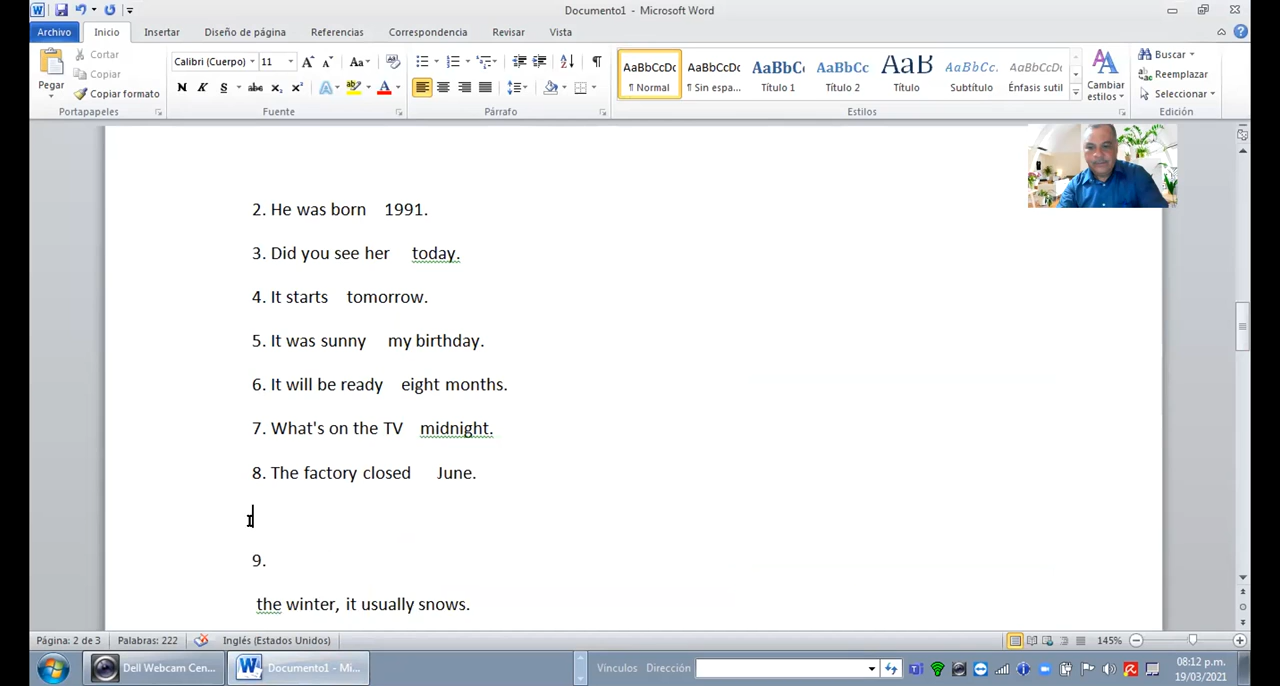 Documento1 - Microsoft Word
Archivo Inicio Insertar Diseño de página Referencias Correspondencia Revisar Vista
Pegar
Cortar
Copiar
Copiar formato
Portapapeles
Calibri (Cuerpo) 11
Fuente
Párrafo
AaBbCcDc AaBbCcDc AaBbC AaBbCc AaB AaBbCc. AaBbCcDc
¶ Normal ¶ Sin espa... Título 1 Título 2 Título Subtítulo Énfasis sutil
Cambiar estilos
Estilos
Buscar
Reemplazar
Seleccionar
Edición
2. He was born 1991.
3. Did you see her today.
4. It starts tomorrow.
5. It was sunny my birthday.
6. It will be ready eight months.
7. What's on the TV midnight.
8. The factory closed June.
9.
the winter, it usually snows.
Página: 2 de 3 Palabras: 222 Inglés (Estados Unidos) 145%
Dell Webcam Cen... Documento1 - Mi... Vínculos Dirección
08:12 p.m.
19/03/2021